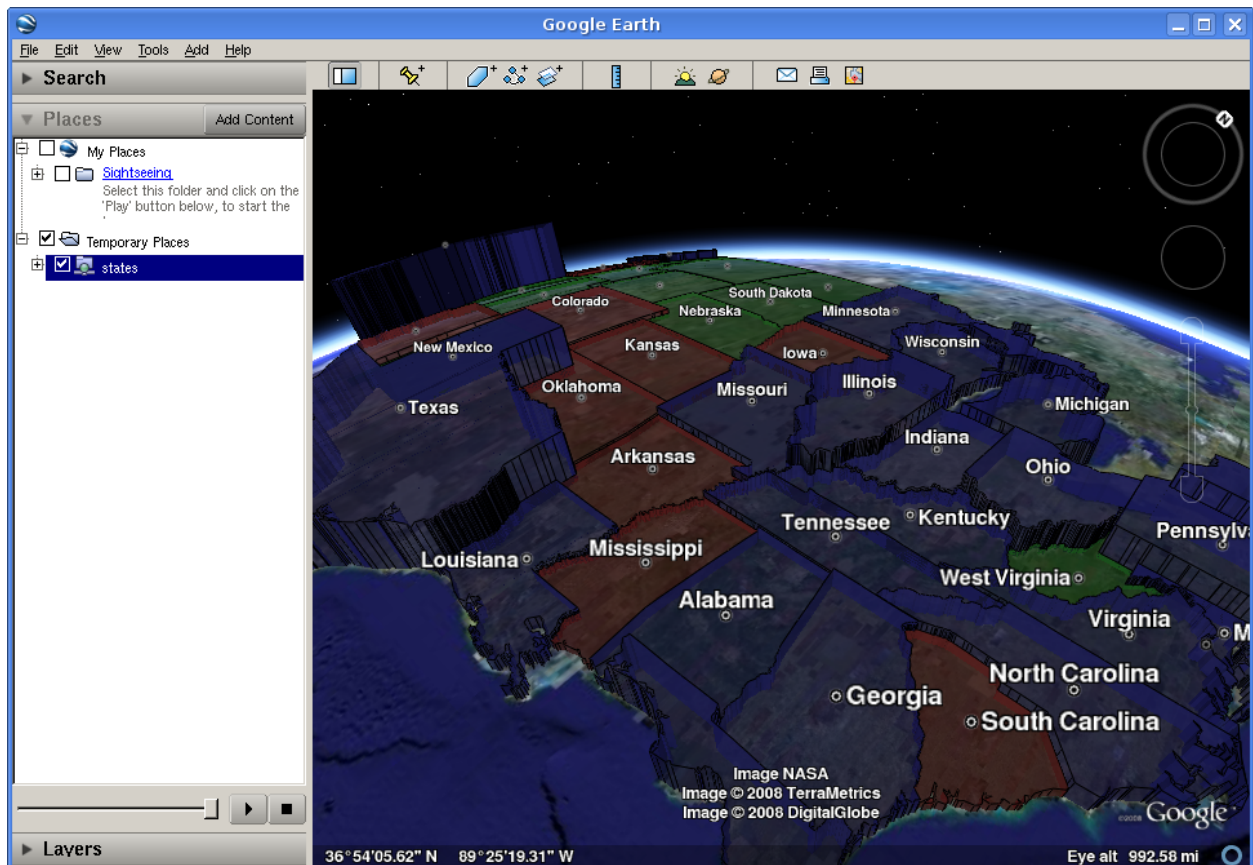 Google Earth
File Edit View Tools Add Help
Search
Places
Add Content
My Places
Sightseeing
Select this folder and click on the
'Play' button below, to start the
Temporary Places
states
South Dakota
Colorado
Nebraska
Minnesota
New Mexico
Kansas
Iowa
Wisconsin
Oklahoma
Missouri
Illinois
Texas
Michigan
Indiana
Arkansas
Ohio
Tennessee
Kentucky
Pennsylva
Louisiana
Mississippi
West Virginia
Alabama
Virginia
M
North Carolina
Georgia
South Carolina
Image NASA
Image © 2008 TerraMetrics
Image © 2008 DigitalGlobe
©2008 Google
Layers
36°54'05.62" N 89°25'19.31" W
Eye alt 992.58 mi